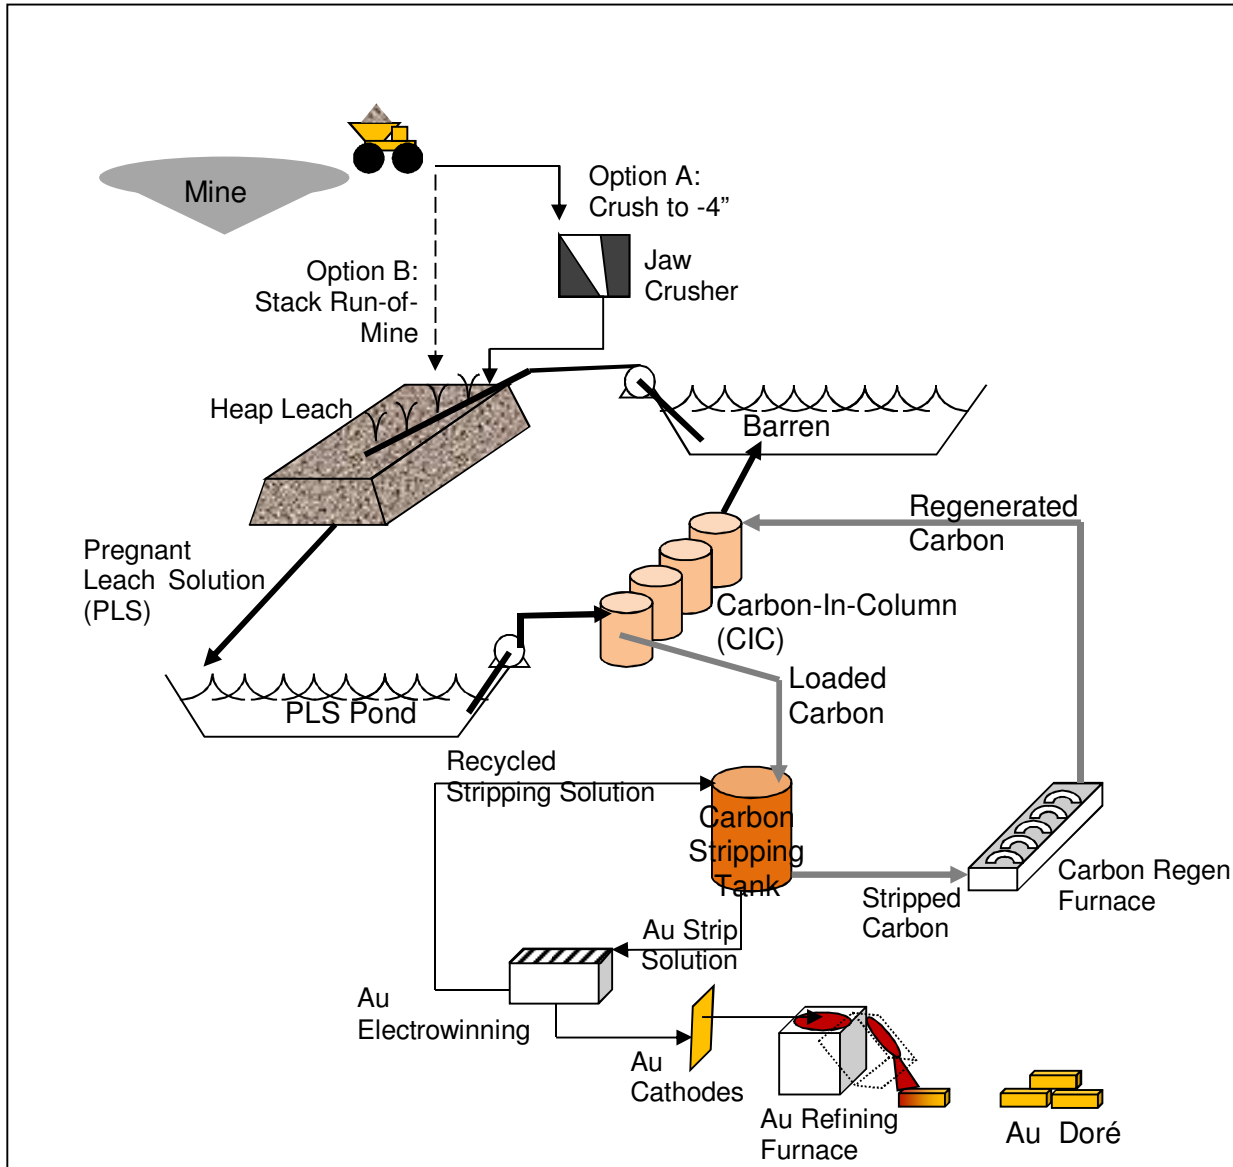 Mine
Option A:
Crush to -4”
Jaw
Crusher
Option B:
Stack Run-of-
Mine
Heap Leach
Barren
Regenerated
Carbon
Pregnant
Leach Solution
(PLS)
Carbon-In-Column
(CIC)
Loaded
Carbon
PLS Pond
Recycled
Stripping Solution
Carbon
Stripping
Tank
Carbon Regen
Furnace
Stripped
Carbon
Au Strip
Solution
Au
Electrowinning
Au
Cathodes
Au Refining
Furnace
Au Doré